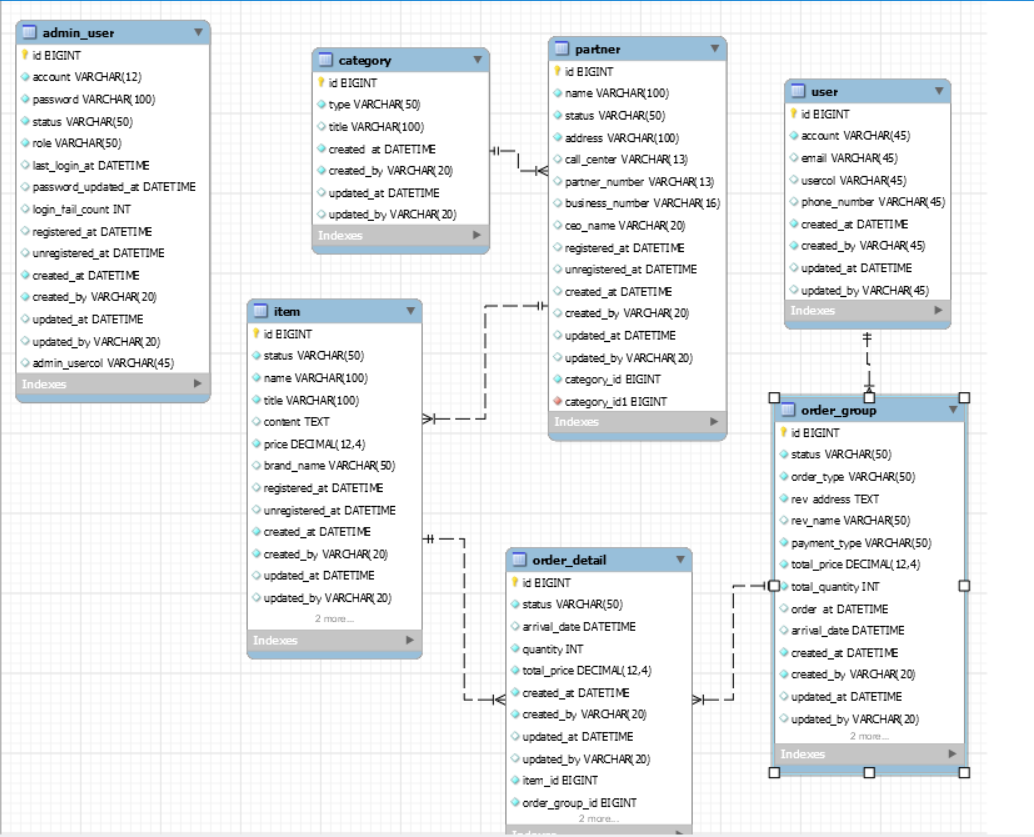 admin_user
id BIGINT
account VARCHAR(12)
password VARCHAR(100)
status VARCHAR(50)
role VARCHAR(50)
last_login_at DATETIME
password_updated_at DATETIME
login_fail_count INT
registered_at DATETIME
unregistered_at DATETIME
created_at DATETIME
created_by VARCHAR(20)
updated_at DATETIME
updated_by VARCHAR(20)
admin_usercol VARCHAR(45)
Indexes
category
id BIGINT
type VARCHAR(50)
title VARCHAR(100)
created_at DATETIME
created_by VARCHAR(20)
updated_at DATETIME
updated_by VARCHAR(20)
Indexes
partner
id BIGINT
name VARCHAR(100)
status VARCHAR(50)
address VARCHAR(100)
call_center VARCHAR(13)
partner_number VARCHAR(13)
business_number VARCHAR(16)
ceo_name VARCHAR(20)
registered_at DATETIME
unregistered_at DATETIME
created_at DATETIME
created_by VARCHAR(20)
updated_at DATETIME
updated_by VARCHAR(20)
category_id BIGINT
category_id1 BIGINT
Indexes
user
id BIGINT
account VARCHAR(45)
email VARCHAR(45)
usercol VARCHAR(45)
phone_number VARCHAR(45)
created_at DATETIME
created_by VARCHAR(45)
updated_at DATETIME
updated_by VARCHAR(45)
Indexes
item
id BIGINT
status VARCHAR(50)
name VARCHAR(100)
title VARCHAR(100)
content TEXT
price DECIMAL(12,4)
brand_name VARCHAR(50)
registered_at DATETIME
unregistered_at DATETIME
created_at DATETIME
created_by VARCHAR(20)
updated_at DATETIME
updated_by VARCHAR(20)
2 more...
Indexes
order_detail
id BIGINT
status VARCHAR(50)
arrival_date DATETIME
quantity INT
total_price DECIMAL(12,4)
created_at DATETIME
created_by VARCHAR(20)
updated_at DATETIME
updated_by VARCHAR(20)
item_id BIGINT
order_group_id BIGINT
2 more...
Indexes
order_group
id BIGINT
status VARCHAR(50)
order_type VARCHAR(50)
rev_address TEXT
rev_name VARCHAR(50)
payment_type VARCHAR(50)
total_price DECIMAL(12,4)
total_quantity INT
order_at DATETIME
arrival_date DATETIME
created_at DATETIME
created_by VARCHAR(20)
updated_at DATETIME
updated_by VARCHAR(20)
2 more...
Indexes